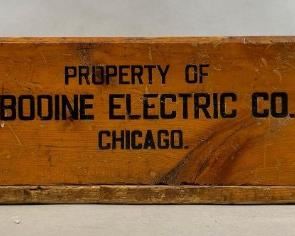 PROPERTY OF
BODINE ELECTRIC CO.
CHICAGO.